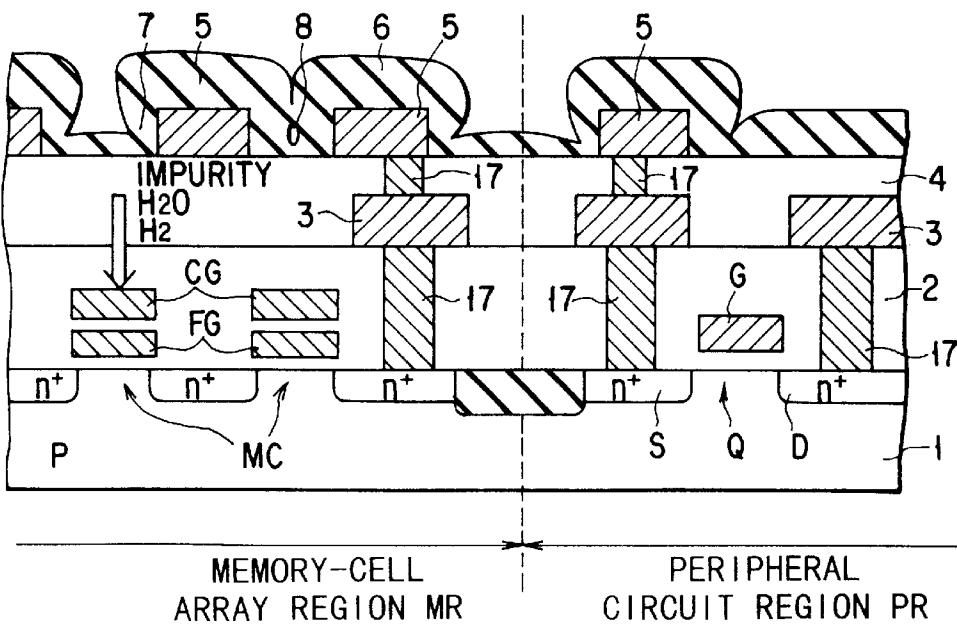 7 5 8 6 5 5
17 17 4
IMPURITY
H2O
H2
3 3
CG G 2
17 17
FG 17
n+ n+ n+ n+ n+
P MC S Q D 1
MEMORY-CELL PERIPHERAL
ARRAY REGION MR CIRCUIT REGION PR